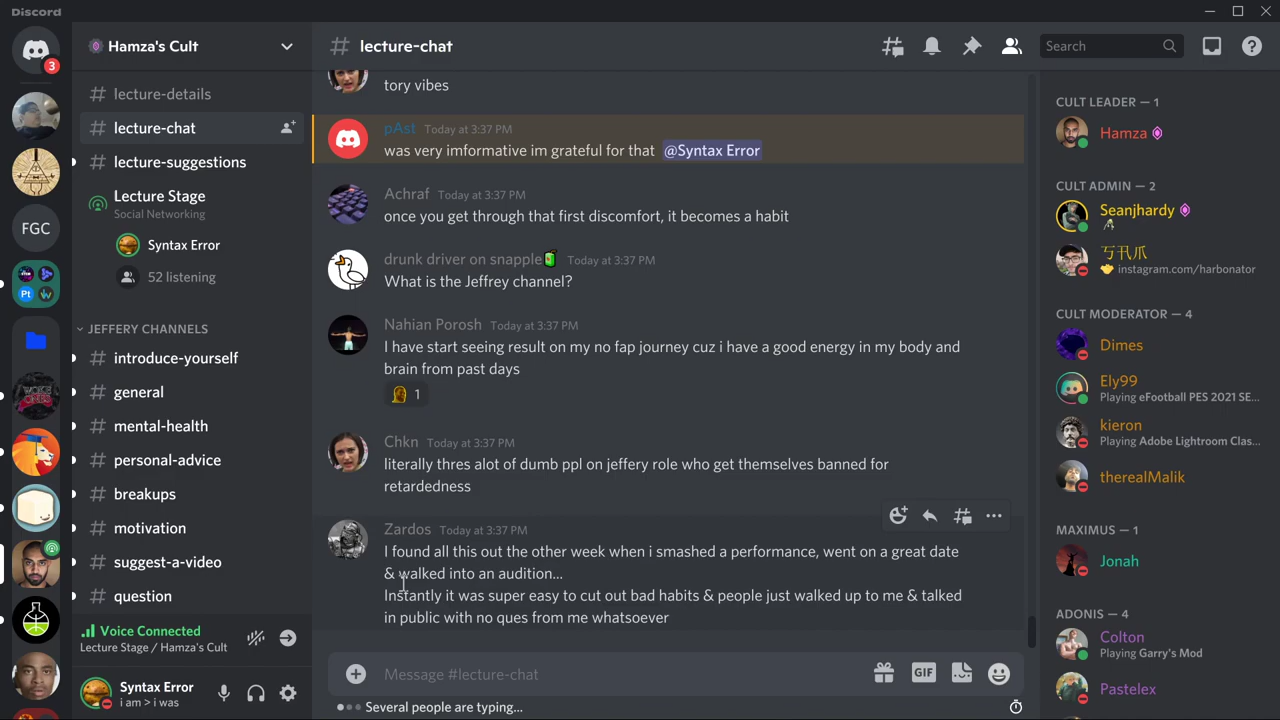 Discord
3
Hamza's Cult
lecture-details
lecture-chat
lecture-suggestions
Lecture Stage
Social Networking
Syntax Error
52 listening
FGC
JEFFERY CHANNELS
introduce-yourself
general
mental-health
personal-advice
breakups
motivation
suggest-a-video
question
Voice Connected
Lecture Stage / Hamza's Cult
Syntax Error
i am > i was
# lecture-chat
Search
tory vibes
pAst Today at 3:37 PM
was very imformative im grateful for that @Syntax Error
Achraf Today at 3:37 PM
once you get through that first discomfort, it becomes a habit
drunk driver on snapple Today at 3:37 PM
What is the Jeffrey channel?
Nahian Porosh Today at 3:37 PM
I have start seeing result on my no fap journey cuz i have a good energy in my body and
brain from past days
1
Chkn Today at 3:37 PM
literally thres alot of dumb ppl on jeffery role who get themselves banned for
retardedness
Zardos Today at 3:37 PM
I found all this out the other week when i smashed a performance, went on a great date
& walked into an audition...
Instantly it was super easy to cut out bad habits & people just walked up to me & talked
in public with no ques from me whatsoever
Message #lecture-chat
GIF
Several people are typing...
CULT LEADER — 1
Hamza
CULT ADMIN — 2
Seanjhardy
instagram.com/harbonator
CULT MODERATOR — 4
Dimes
Ely99
Playing eFootball PES 2021 SE...
kieron
Playing Adobe Lightroom Clas...
therealMalik
MAXIMUS — 1
Jonah
ADONIS — 4
Colton
Playing Garry's Mod
Pastelex